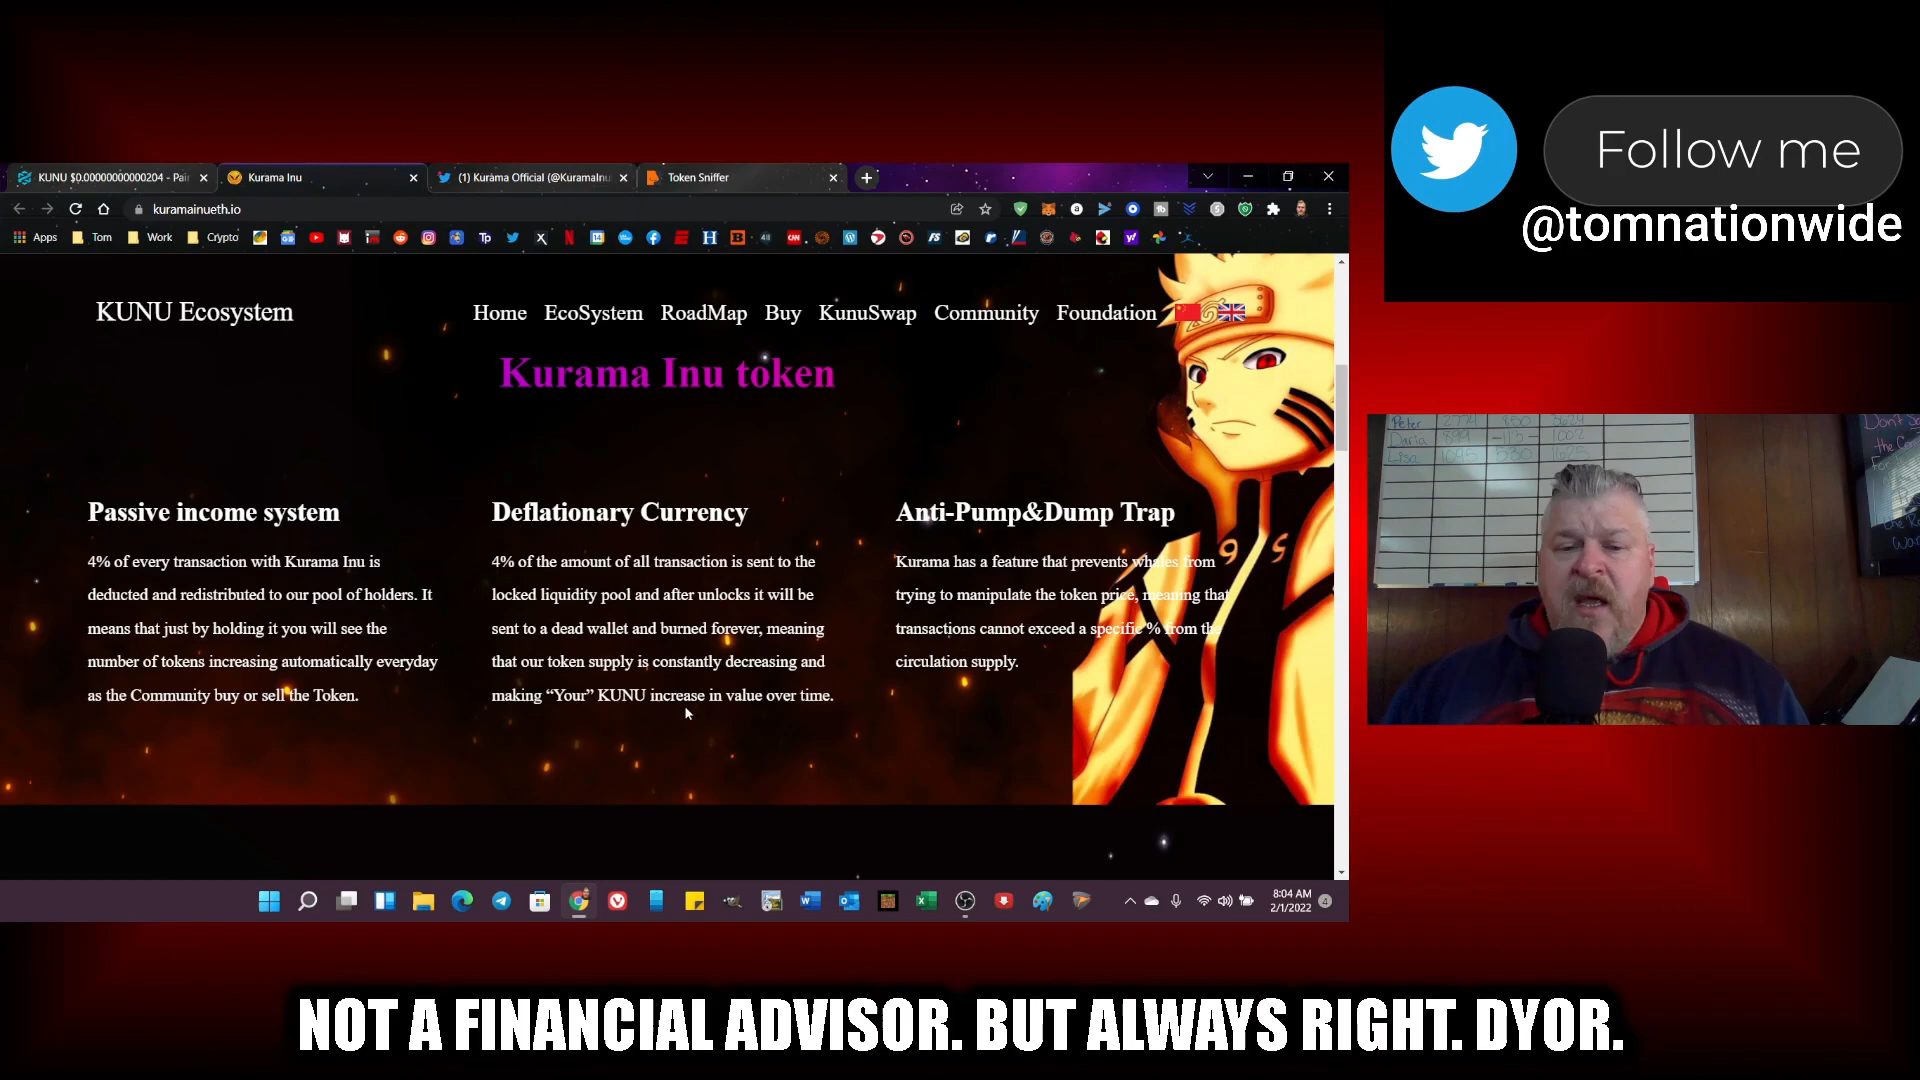 Follow me
@tomnationwide
KUNU $0.00000000000204 - Pai
Kurama Inu
(1) Kurama Official (@KuramaInu
Token Sniffer
kuramainueth.io
Apps
Tom
Work
Crypto
KUNU Ecosystem
Home EcoSystem RoadMap Buy KunuSwap Community Foundation
Kurama Inu token
Passive income system
4% of every transaction with Kurama Inu is
deducted and redistributed to our pool of holders. It
means that just by holding it you will see the
number of tokens increasing automatically everyday
as the Community buy or sell the Token.
Deflationary Currency
4% of the amount of all transaction is sent to the
locked liquidity pool and after unlocks it will be
sent to a dead wallet and burned forever, meaning
that our token supply is constantly decreasing and
making “Your” KUNU increase in value over time.
Anti-Pump&Dump Trap
Kurama has a feature that prevents whales from
trying to manipulate the token price, meaning that
transactions cannot exceed a specific % from the
circulation supply.
Peter
Daria
Lisa
Don't
the Co
8:04 AM
2/1/2022
NOT A FINANCIAL ADVISOR. BUT ALWAYS RIGHT. DYOR.